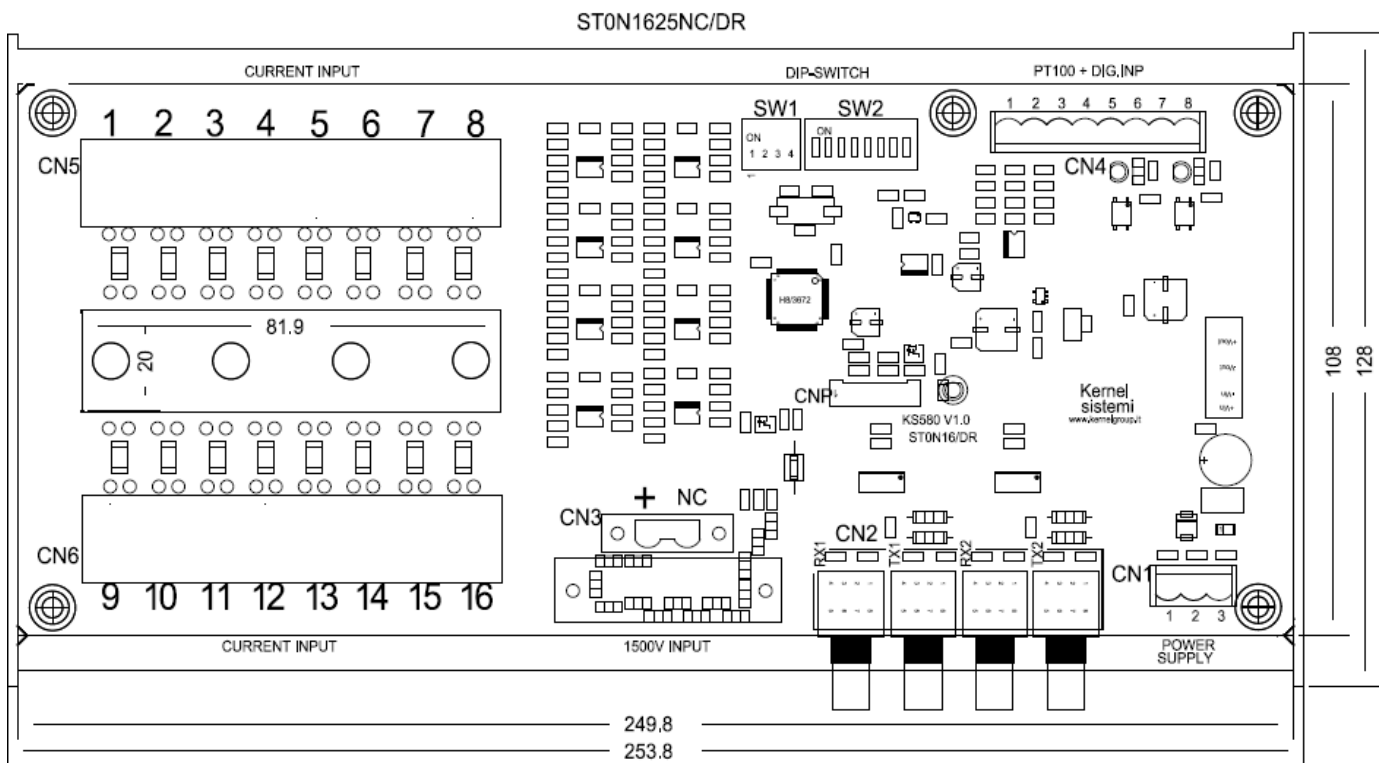 ST0N1625NC/DR
CURRENT INPUT
DIP-SWITCH
PT100 + DIG.INP
1 2 3 4 5 6 7 8
SW1
SW2
1 2 3 4 5 6 7 8
ON
1 2 3 4
ON
CN5
CN4
H8/3672
81.9
20
108
128
CNP
Kernel
sistemi
www.kernelgroup.it
KS580 V1.0
ST0N16/DR
+
+ NC
CN3
CN2
RX1
TX1
RX2
TX2
CN6
CN1
9 10 11 12 13 14 15 16
1 2 3
CURRENT INPUT
1500V INPUT
POWER
SUPPLY
249,8
253.8